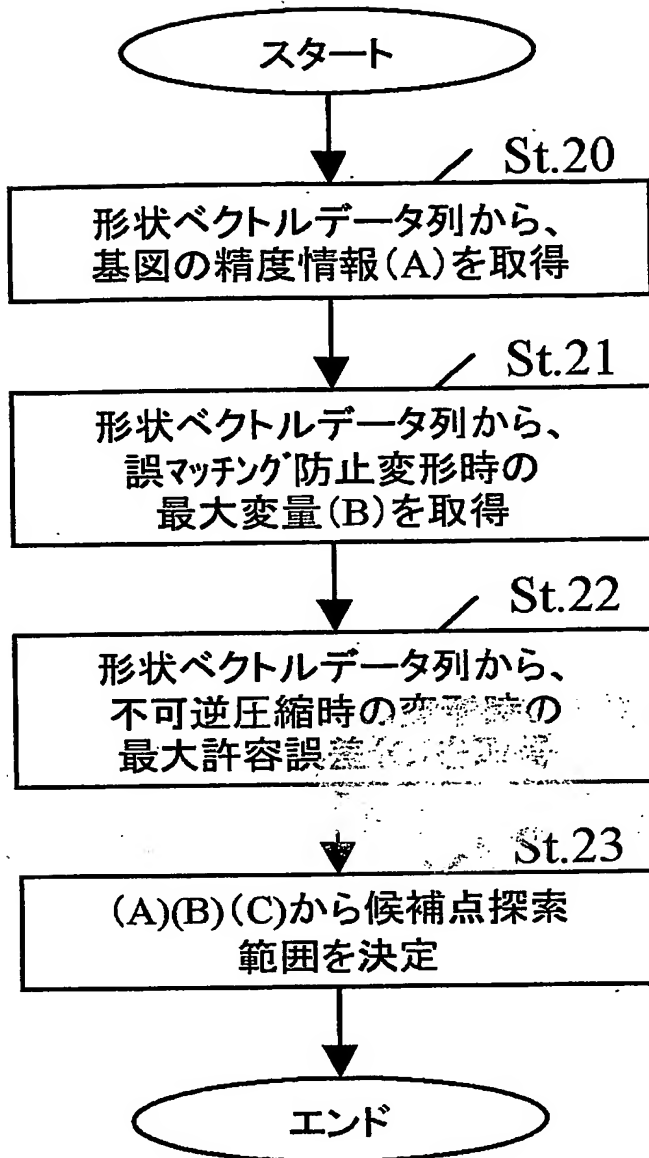 スタート
St.20
形状ベクトルデータ列から、
基図の精度情報(A)を取得
St.21
形状ベクトルデータ列から、
誤マッチング防止変形時の
最大変量(B)を取得
St.22
形状ベクトルデータ列から、
不可逆圧縮時の変形時の
最大許容誤差
St.23
(A)(B)(C)から候補点探索
範囲を決定
エンド